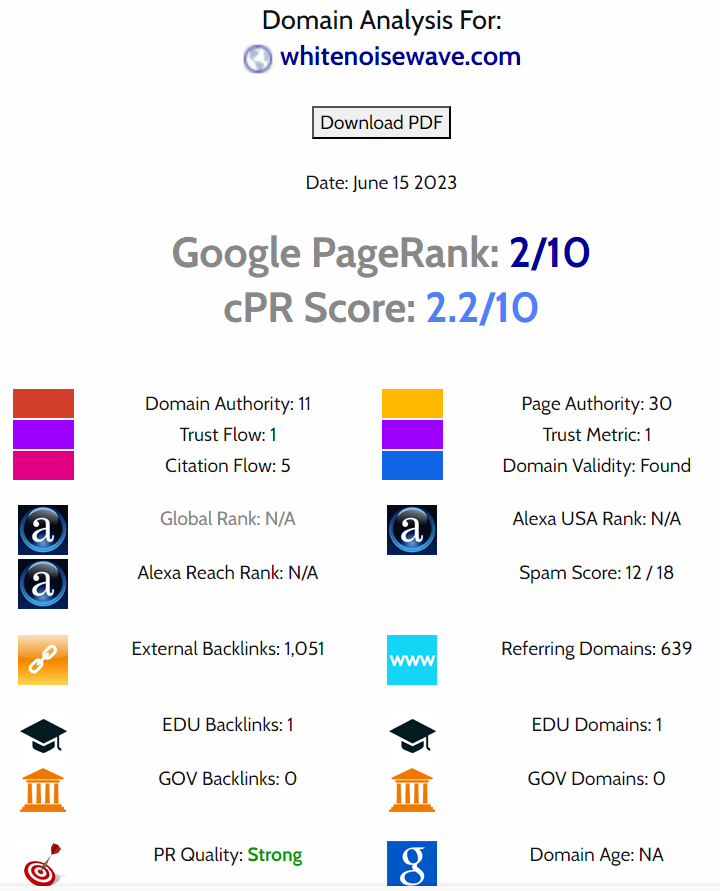 Domain Analysis For:
whitenoisewave.com
Download PDF
Date: June 15 2023
Google PageRank: 2/10
cPR Score: 2.2/10
Domain Authority: 11
Page Authority: 30
Trust Flow: 1
Trust Metric: 1
Citation Flow: 5
Domain Validity: Found
a
Global Rank: N/A
a
Alexa USA Rank: N/A
a
Alexa Reach Rank: N/A
Spam Score: 12 / 18
External Backlinks: 1,051
www
Referring Domains: 639
EDU Backlinks: 1
EDU Domains: 1
GOV Backlinks: 0
GOV Domains: 0
PR Quality: Strong
g
Domain Age: NA